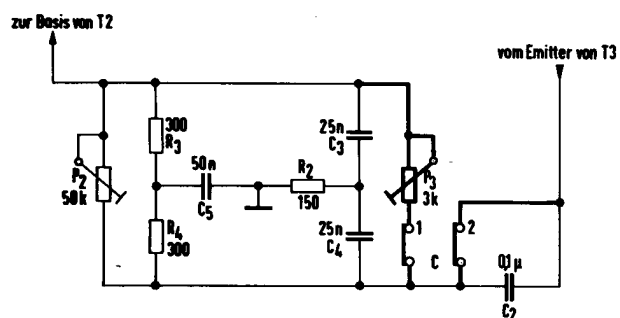 zur Basis von T2
vom Emitter von T3
300
R3
25n
C3
P2
50k
50n
C5
R2
150
P3
3k
R4
300
25n
C4
1
2
C
0,1 µ
C2